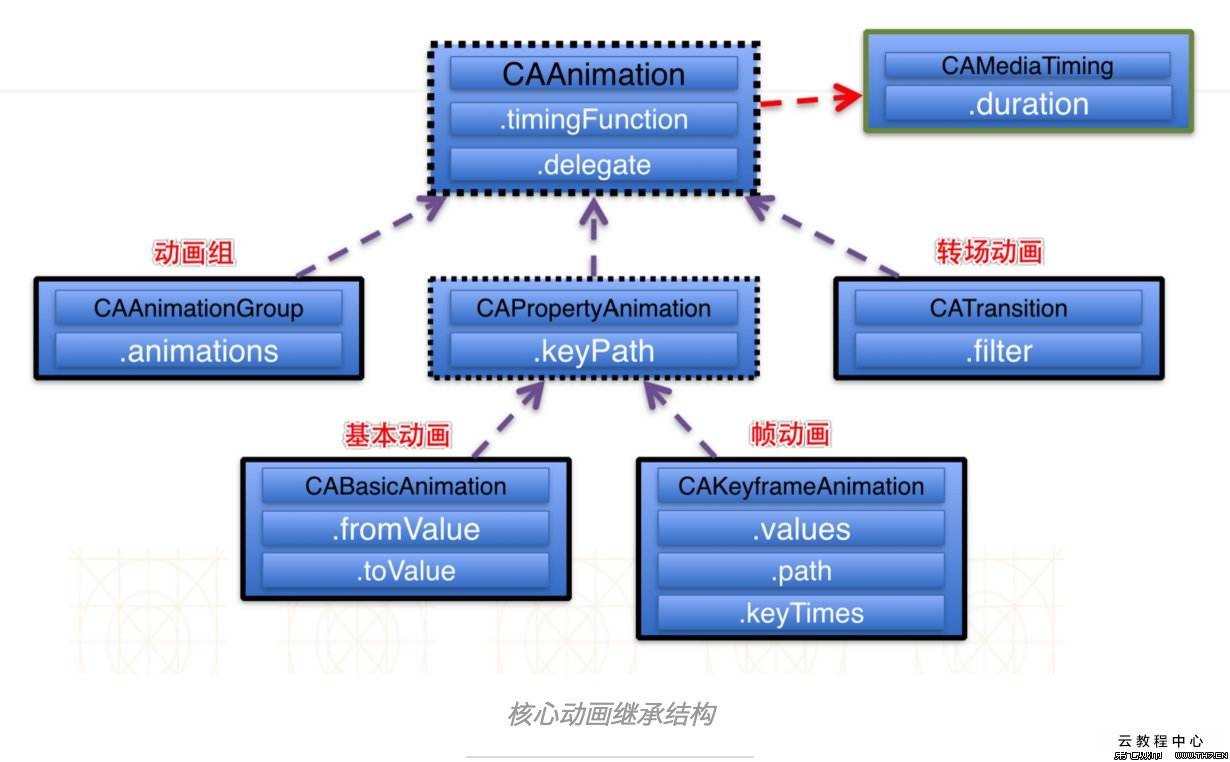 CAAnimation
.timingFunction
.delegate
CAMediaTiming
.duration
动画组
转场动画
CAAnimationGroup
.animations
CAPropertyAnimation
.keyPath
CATransition
.filter
基本动画
帧动画
CABasicAnimation
.fromValue
.toValue
CAKeyframeAnimation
.values
.path
.keyTimes
核心动画继承结构
云教程中心